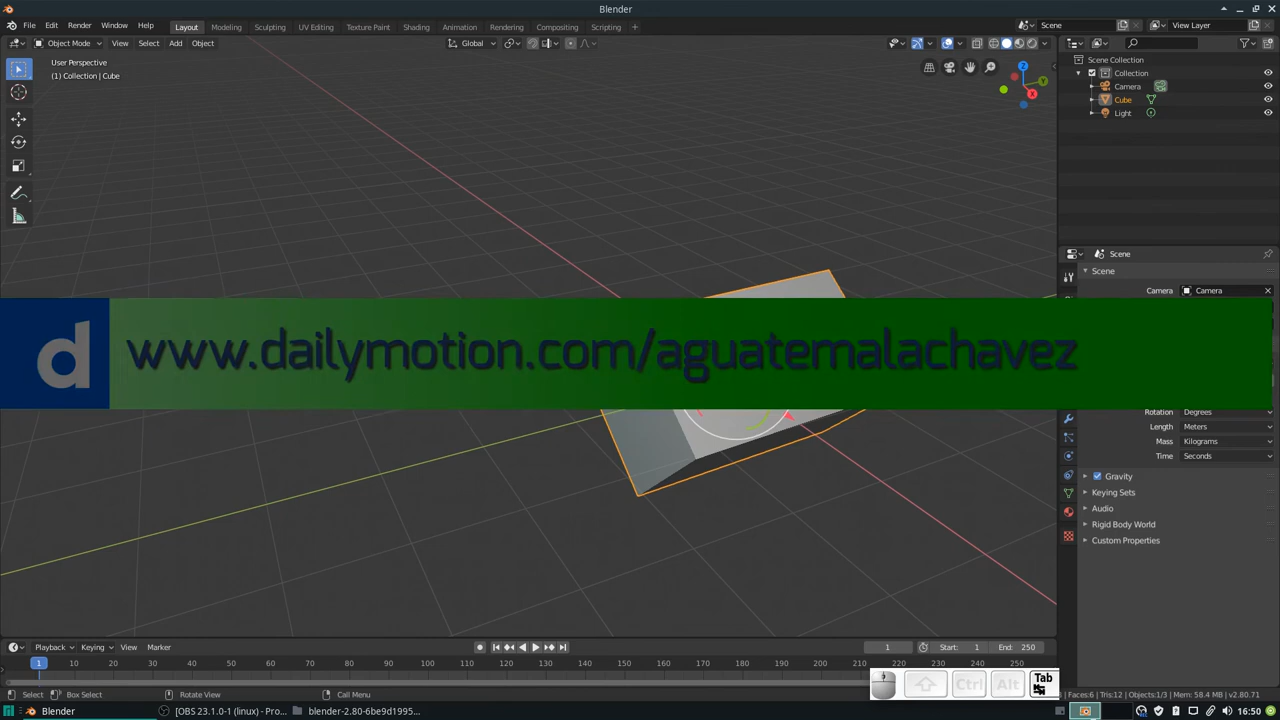 Blender
File Edit Render Window Help Layout Modeling Sculpting UV Editing Texture Paint Shading Animation Rendering Compositing Scripting + Scene View Layer
Object Mode View Select Add Object Global
User Perspective
(1) Collection | Cube
Z
Y
X
Scene Collection
Collection
Camera
Cube
Light
Scene
Scene
Camera Camera
d www.dailymotion.com/aguatemalachavez
Rotation Degrees
Length Meters
Mass Kilograms
Time Seconds
Gravity
Keying Sets
Audio
Rigid Body World
Custom Properties
Playback Keying View Marker 1 Start: 1 End: 250
1 10 20 30 40 50 60 70 80 90 100 110 120 130 140 150 160 170 180 190 200 210 220 230 240 250
Select Box Select Rotate View Call Menu Ctrl Alt Tab Faces:6 | Tris:12 | Objects:1/3 | Mem: 58.4 MB | v2.80.71
Blender [OBS 23.1.0-1 (linux) - Pro... blender-2.80-6be9d1995... 16:50